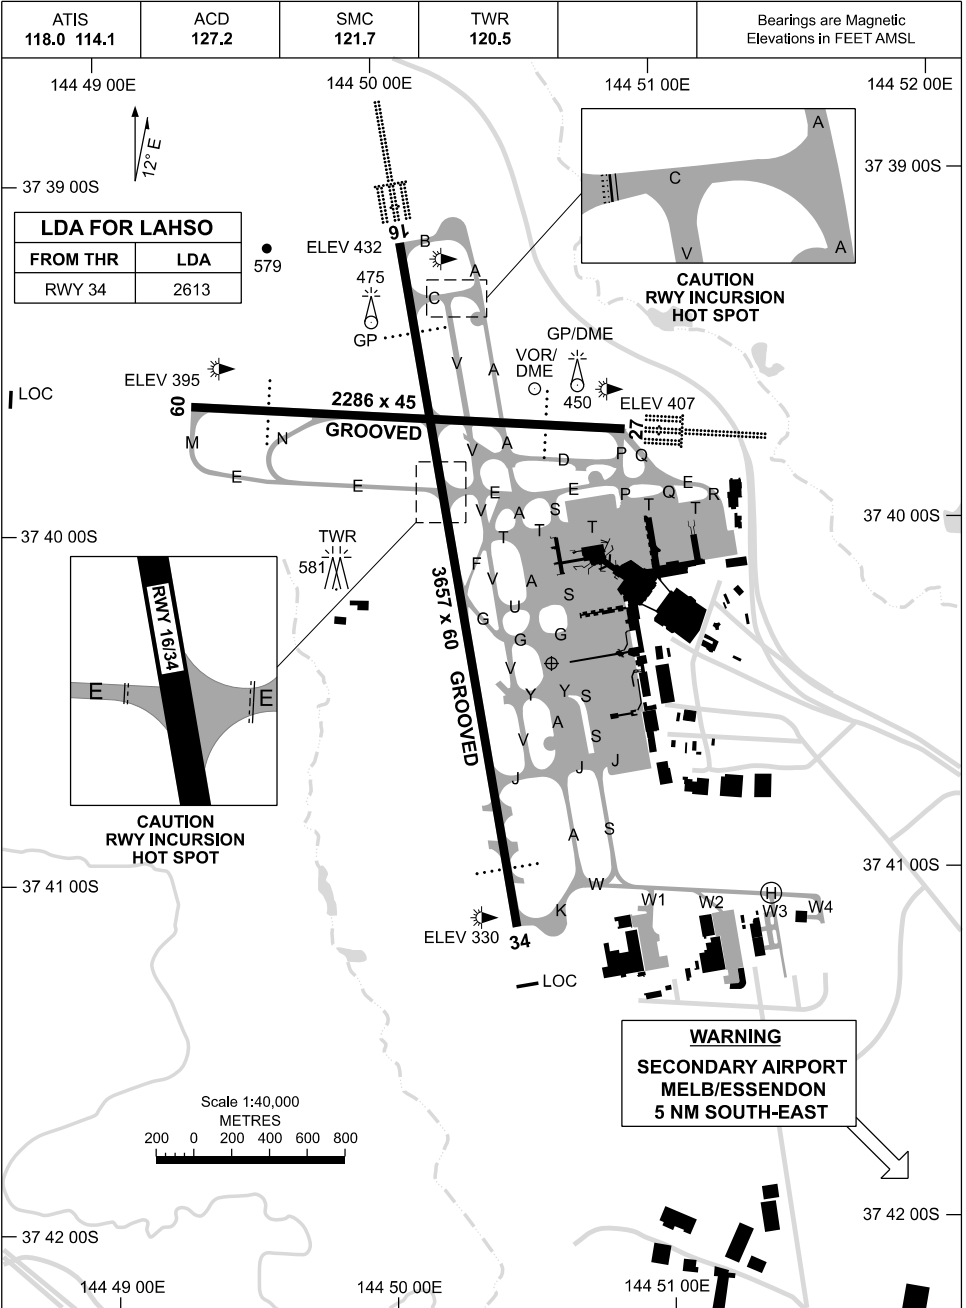 ATIS
118.0 114.1
ACD
127.2
SMC
121.7
TWR
120.5
Bearings are Magnetic
Elevations in FEET AMSL
144 49 00E
144 50 00E
144 51 00E
144 52 00E
12° E
37 39 00S
37 39 00S
LDA FOR LAHSO
FROM THR LDA
RWY 34 2613
579
ELEV 432
16
475
GP
B
A
C
A
C
V
A
CAUTION
RWY INCURSION
HOT SPOT
GP/DME
VOR/
DME
450
ELEV 407
27
LOC
ELEV 395
09
2286 x 45
GROOVED
V
A
M
N
V
A
D
P
Q
E
E
E
E
P
Q
E
R
V
A
S
T
T
T
T
T
37 40 00S
37 40 00S
TWR
581
F
V
A
S
U
G
G
G
3657 x 60 GROOVED
V
Y
Y
S
A
V
S
J
J
J
RWY 16/34
E
E
CAUTION
RWY INCURSION
HOT SPOT
A
S
37 41 00S
37 41 00S
W
K
W1
W2
H
W3
W4
ELEV 330
34
LOC
WARNING
SECONDARY AIRPORT
MELB/ESSENDON
5 NM SOUTH-EAST
Scale 1:40,000
METRES
200 0 200 400 600 800
37 42 00S
37 42 00S
144 49 00E
144 50 00E
144 51 00E